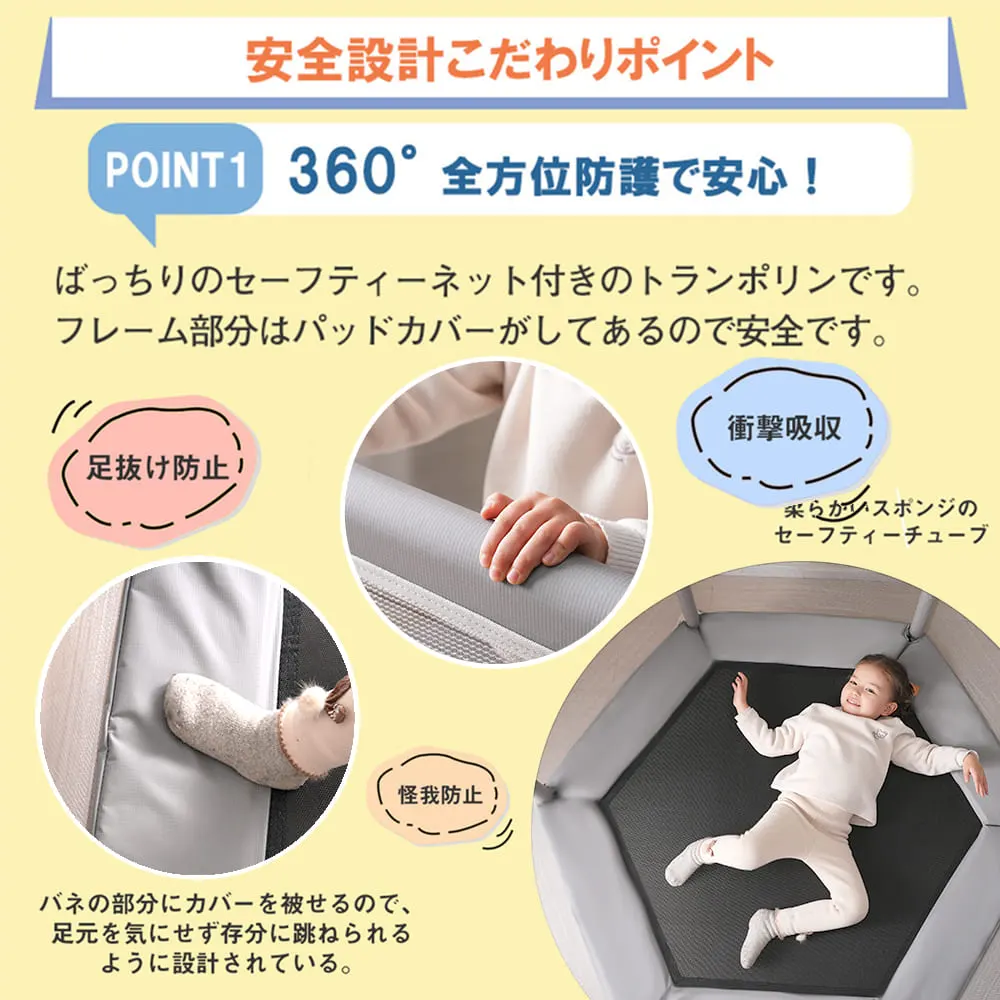 安全設計こだわりポイント
POINT1 360°全方位防護で安心！
ばっちりのセーフティーネット付きのトランポリンです。
フレーム部分はパッドカバーがしてあるので安全です。
足抜け防止
衝撃吸収
柔らかいスポンジの
セーフティーチューブ
怪我防止
バネの部分にカバーを被せるので、
足元を気にせず存分に跳ねられる
ように設計されている。